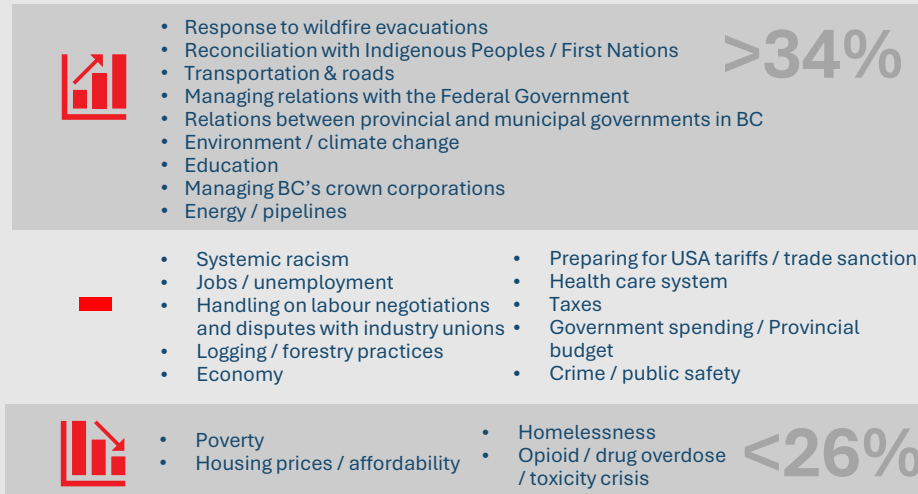 • Response to wildfire evacuations
• Reconciliation with Indigenous Peoples / First Nations
• Transportation & roads
• Managing relations with the Federal Government
• Relations between provincial and municipal governments in BC
• Environment / climate change
• Education
• Managing BC's crown corporations
• Energy / pipelines
>34%
• Systemic racism
• Jobs / unemployment
• Handling on labour negotiations
and disputes with industry unions
• Logging / forestry practices
• Economy
• Preparing for USA tariffs / trade sanction
• Health care system
• Taxes
• Government spending / Provincial
budget
• Crime / public safety
• Poverty
• Housing prices / affordability
• Homelessness
• Opioid / drug overdose
/ toxicity crisis
<26%